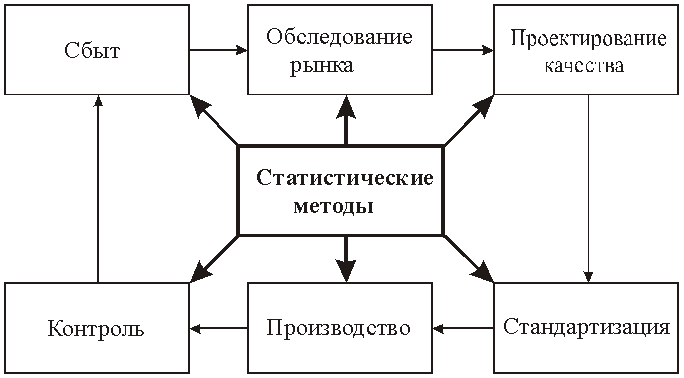 Сбыт
Обследование
рынка
Проектирование
качества
Статистические
методы
Контроль
Производство
Стандартизация